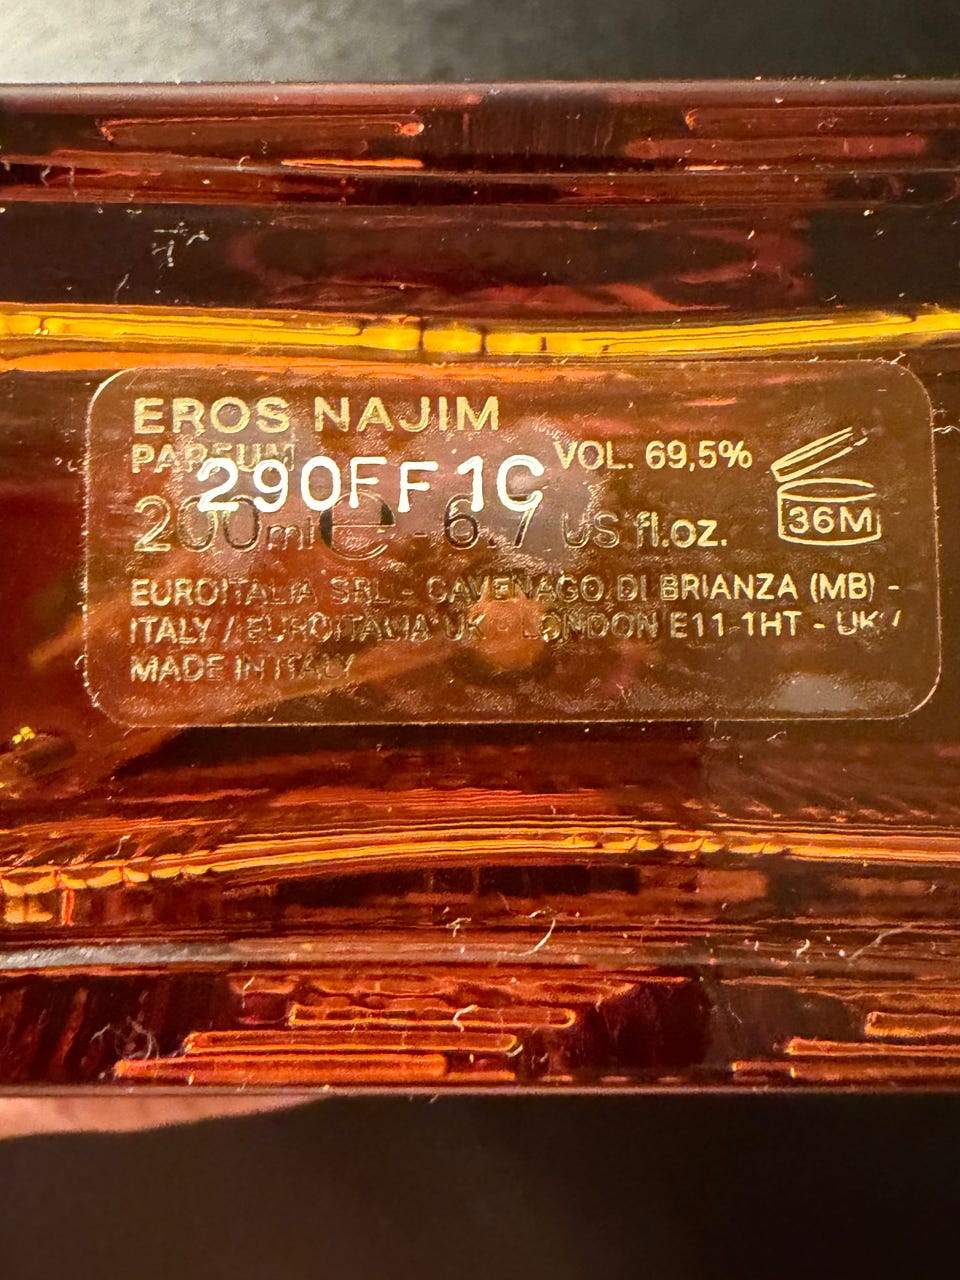 EROS NAJIM
PARFUM VOL. 69,5%
290FF1C
200ml e - 6.7 US fl.oz.
36M
EUROITALIA SRL - CAVENAGO DI BRIANZA (MB) -
ITALY / EUROITALIA UK - LONDON E11 1HT - UK /
MADE IN ITALY